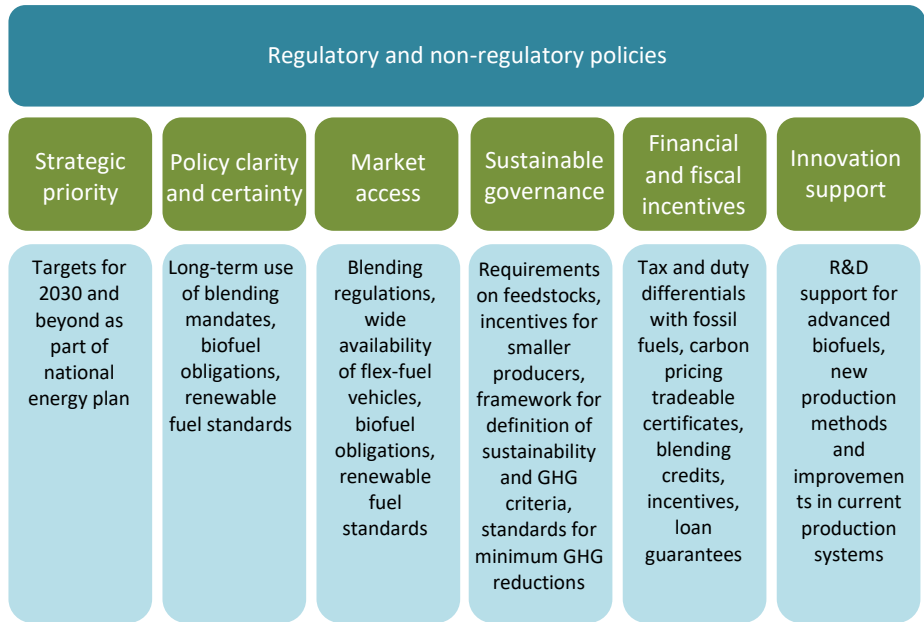 Regulatory and non-regulatory policies
Strategic
priority
Policy clarity
and certainty
Market
access
Sustainable
governance
Financial
and fiscal
incentives
Innovation
support
Targets for
2030 and
beyond as
part of
national
energy plan
Long-term use
of blending
mandates,
biofuel
obligations,
renewable
fuel standards
Blending
regulations,
wide
availability
of flex-fuel
vehicles,
biofuel
obligations,
renewable
fuel
standards
Requirements
on feedstocks,
incentives for
smaller
producers,
framework for
definition of
sustainability
and GHG
criteria,
standards for
minimum GHG
reductions
Tax and duty
differentials
with fossil
fuels, carbon
pricing
tradeable
certificates,
blending
credits,
incentives,
loan
guarantees
R&D
support for
advanced
biofuels,
new
production
methods
and
improvemen
ts in current
production
systems